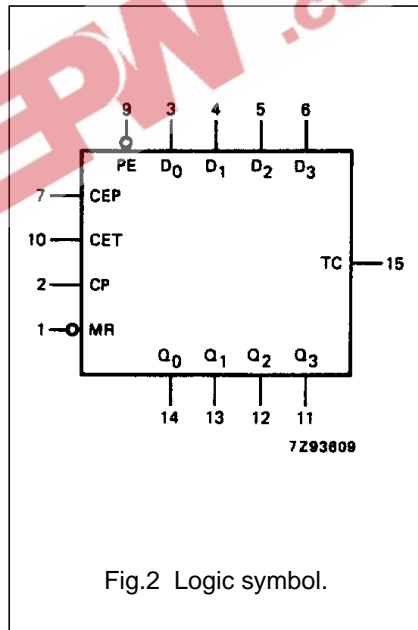 9 3 4 5 6
PE D0 D1 D2 D3
7 CEP
10 CET
TC 15
2 CP
1 MR
Q0 Q1 Q2 Q3
14 13 12 11
7Z93609
Fig.2 Logic symbol.